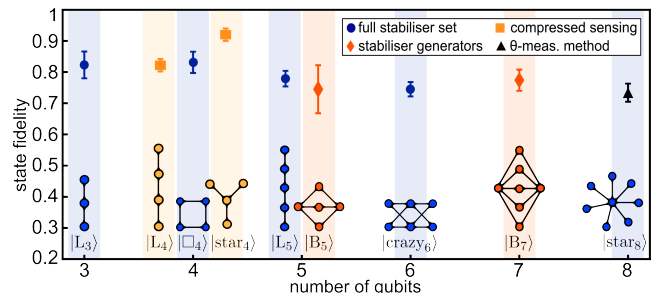 1
0.9
0.8
0.7
0.6
0.5
0.4
0.3
0.2
state fidelity
full stabiliser set
compressed sensing
stabiliser generators
θ-meas. method
|L₃⟩ |L₄⟩ |□₄⟩ |star₄⟩ |L₅⟩ |B₅⟩ |crazy₆⟩ |B₇⟩ |star₈⟩
3 4 5 6 7 8
number of qubits